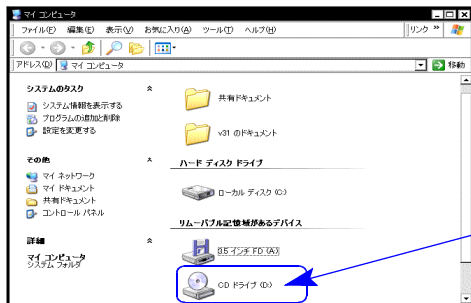 マイ コンピュータ
ファイル(F) 編集(E) 表示(V) お気に入り(A) ツール(T) ヘルプ(H) リンク »
アドレス(D) マイ コンピュータ 移動
システムのタスク
システム情報を表示する
プログラムの追加と削除
設定を変更する
その他
マイ ネットワーク
マイ ドキュメント
共有ドキュメント
コントロール パネル
詳細
マイ コンピュータ
システム フォルダ
共有ドキュメント
v31 のドキュメント
ハード ディスク ドライブ
ローカル ディスク (C:)
リムーバブル記憶域があるデバイス
3.5 インチ FD (A:)
CD ドライブ (D:)